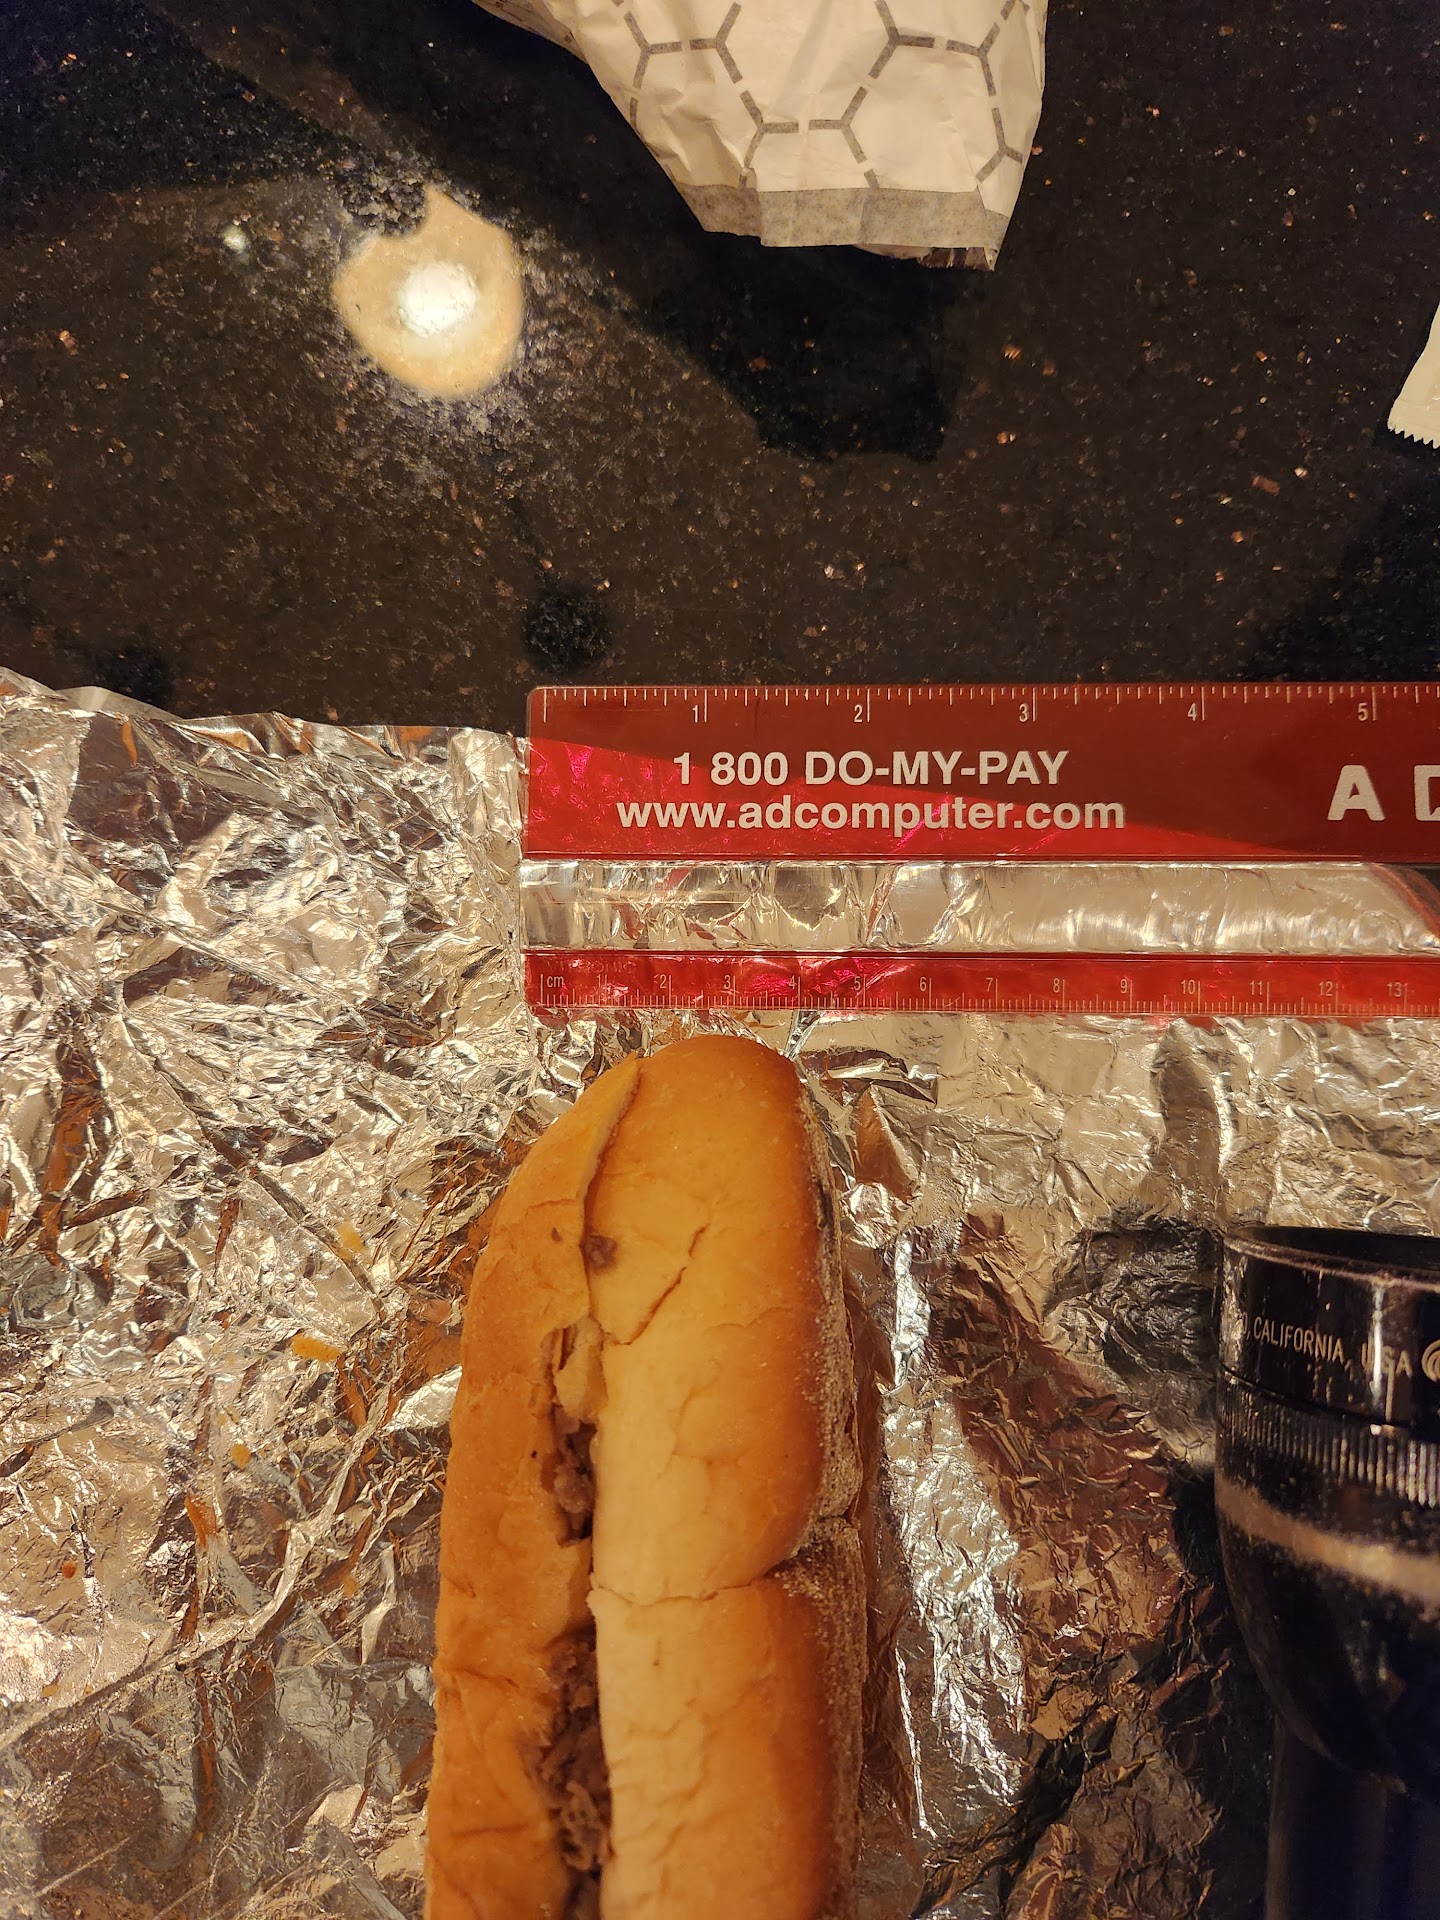 1 2 3 4 5
1 800 DO-MY-PAY
www.adcomputer.com
A
cm 1 2 3 4 5 6 7 8 9 10 11 12 13
, CALIFORNIA, USA